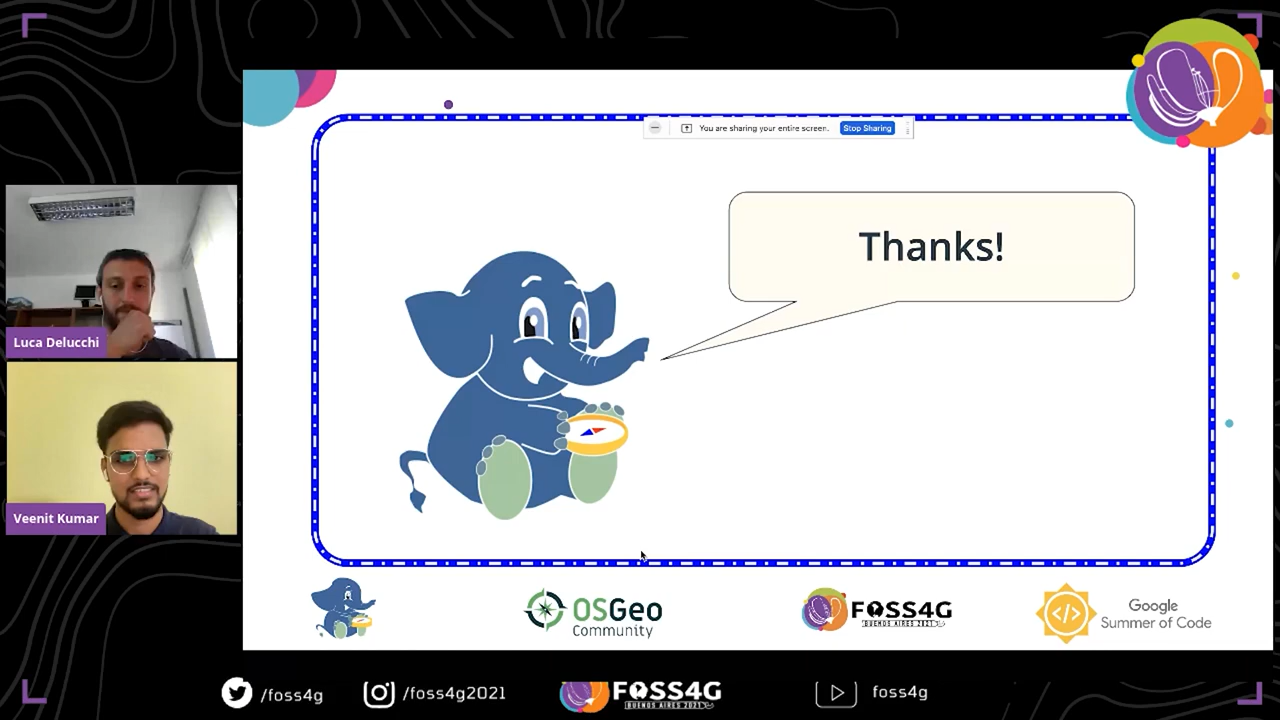 You are sharing your entire screen.
Stop Sharing
Thanks!
Luca Delucchi
Veenit Kumar
OSGeo
Community
FOSS4G
BUENOS AIRES 2021
Google
Summer of Code
/foss4g
/foss4g2021
FOSS4G
BUENOS AIRES 2021
foss4g